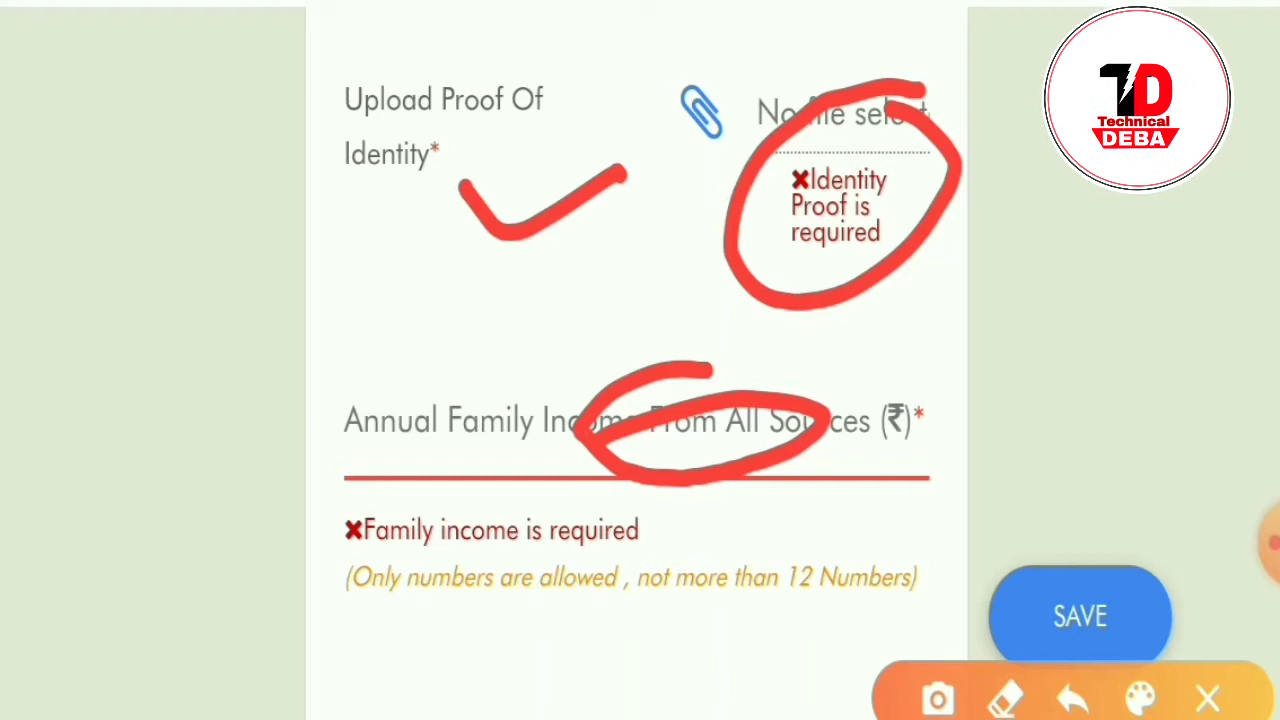 Upload Proof Of
Identity*
No file select
✖Identity
Proof is
required
Annual Family Income From All Sources (₹)*
✖Family income is required
(Only numbers are allowed , not more than 12 Numbers)
SAVE
TD
Technical
DEBA